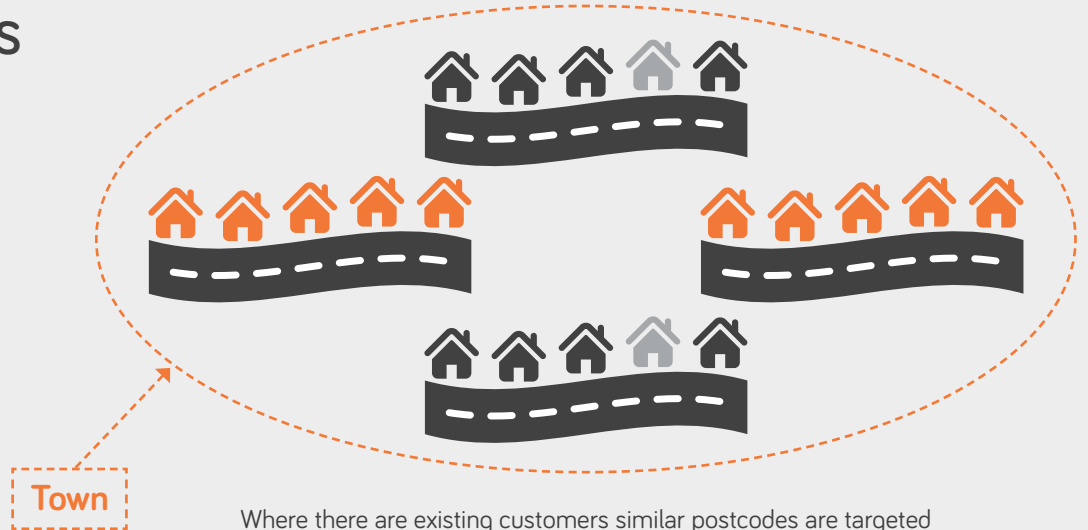 s
Town
Where there are existing customers similar postcodes are targeted